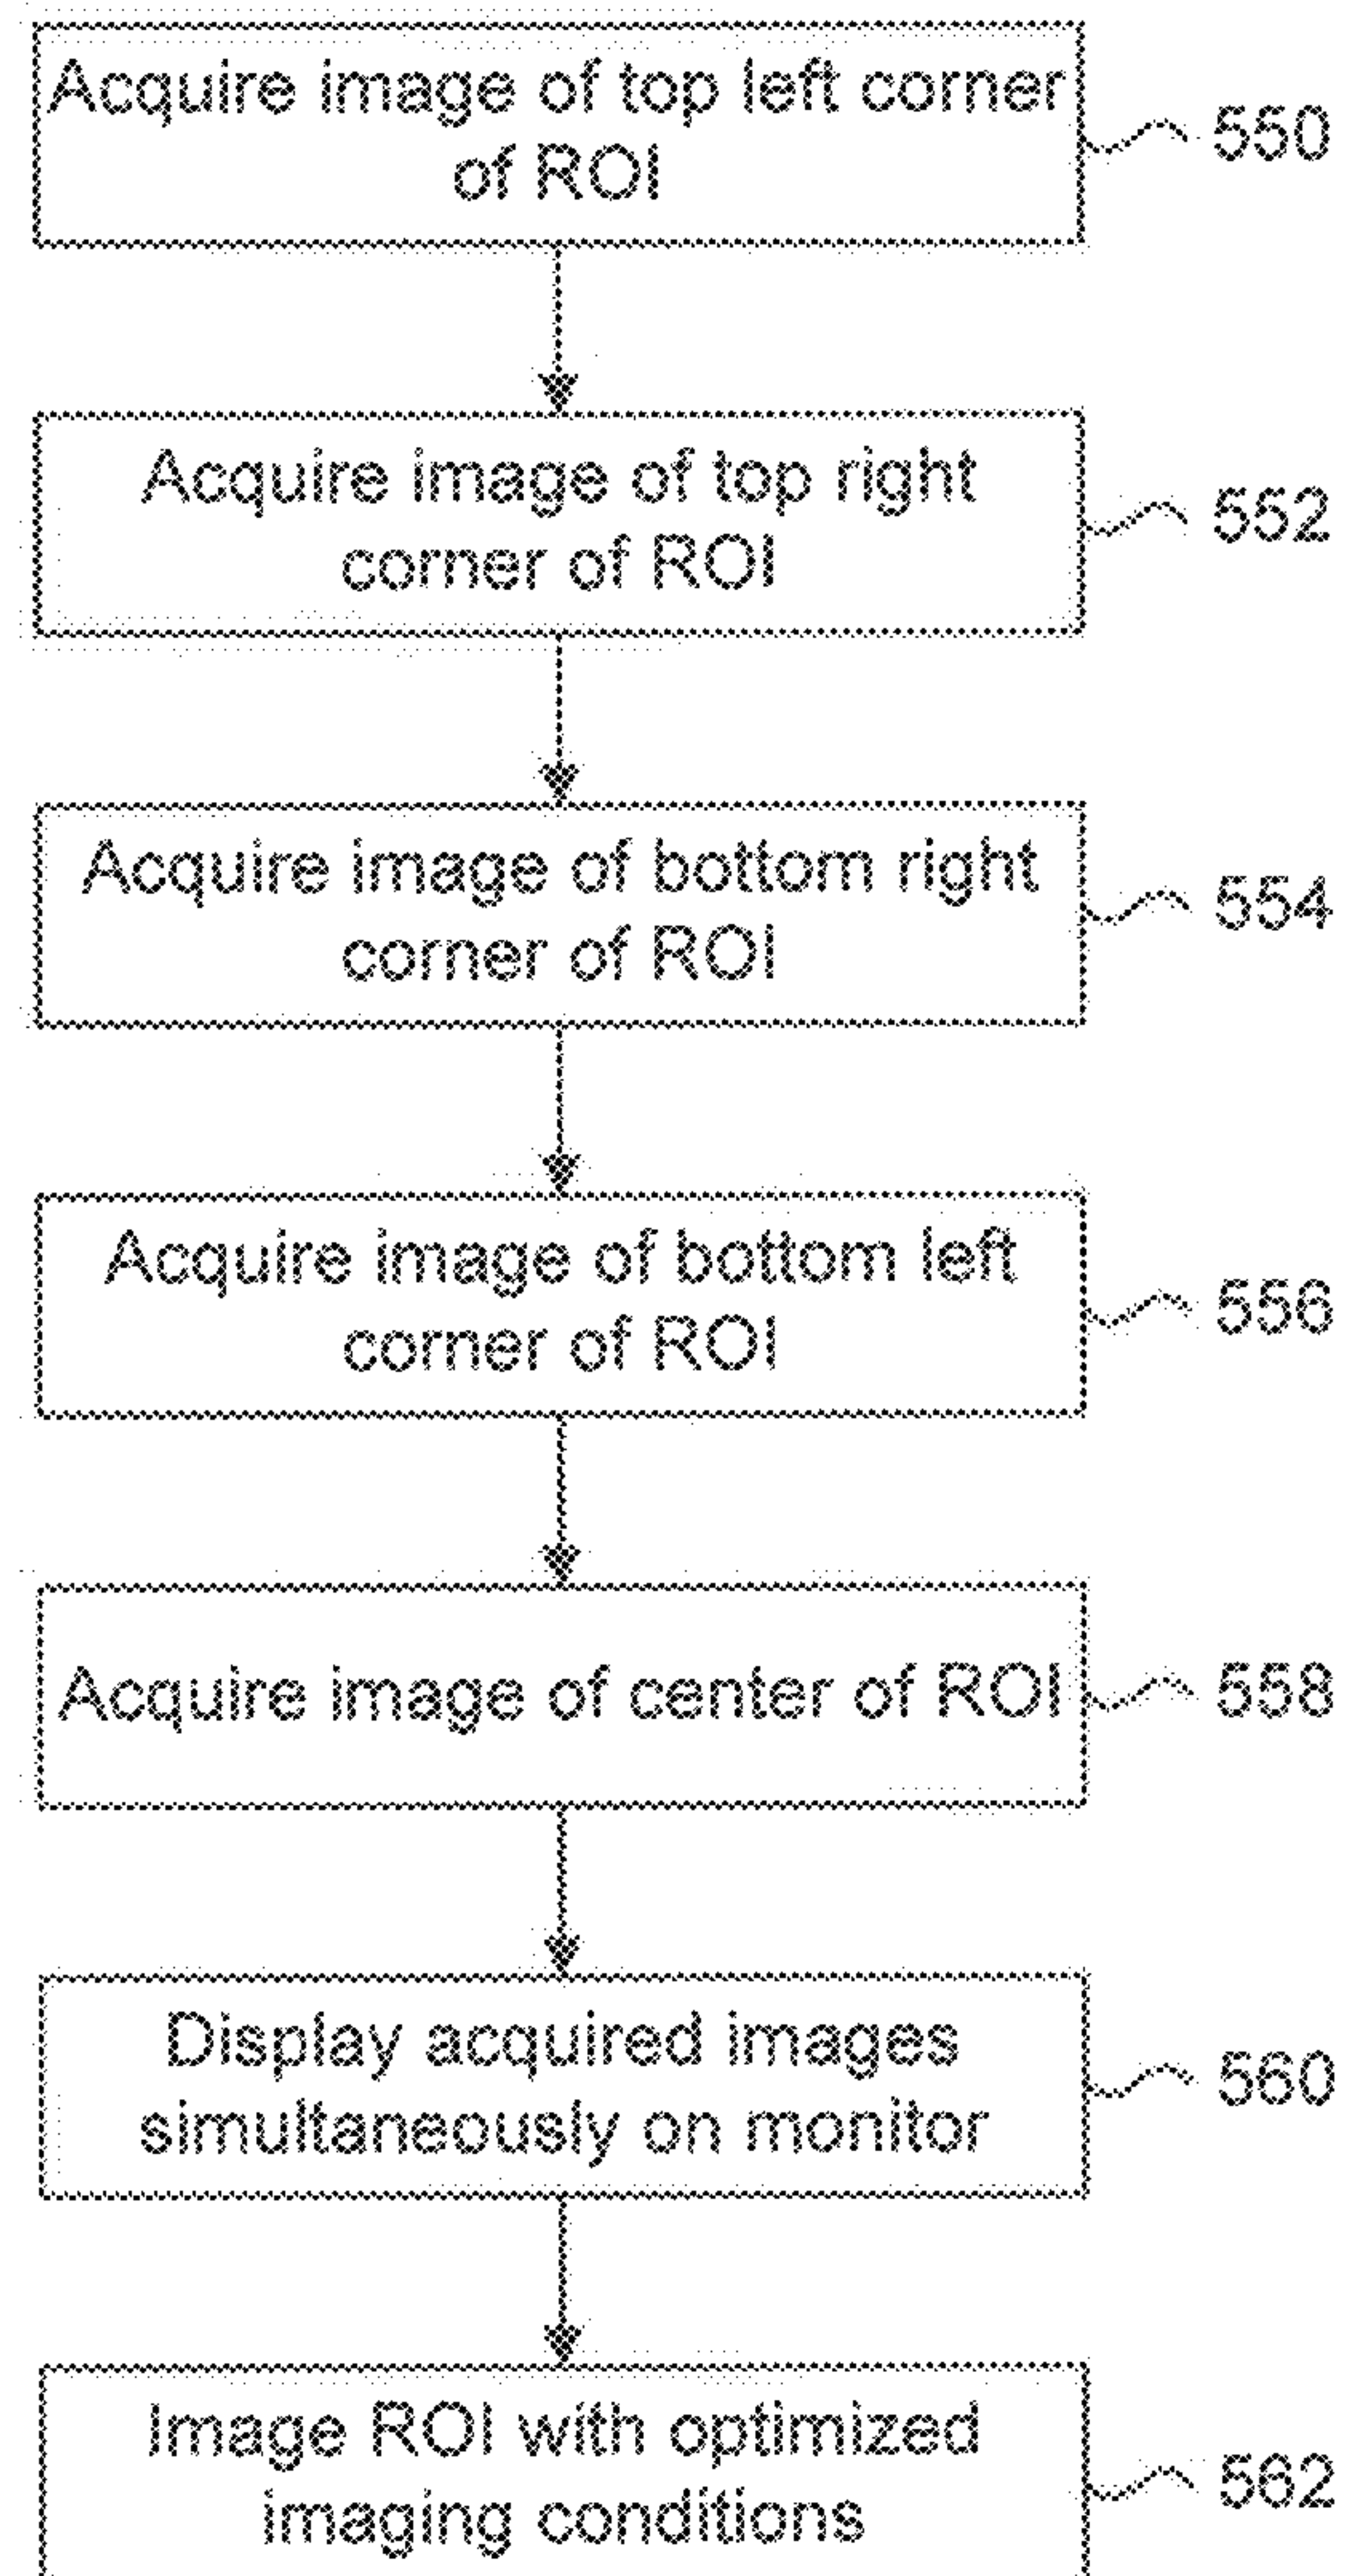 Acquire image of top left corner
of ROI
550
Acquire image of top right
corner of ROI
552
Acquire image of bottom right
corner of ROI
554
Acquire image of bottom left
corner of ROI
556
Acquire image of center of ROI
558
Display acquired images
simultaneously on monitor
560
Image ROI with optimized
imaging conditions
562